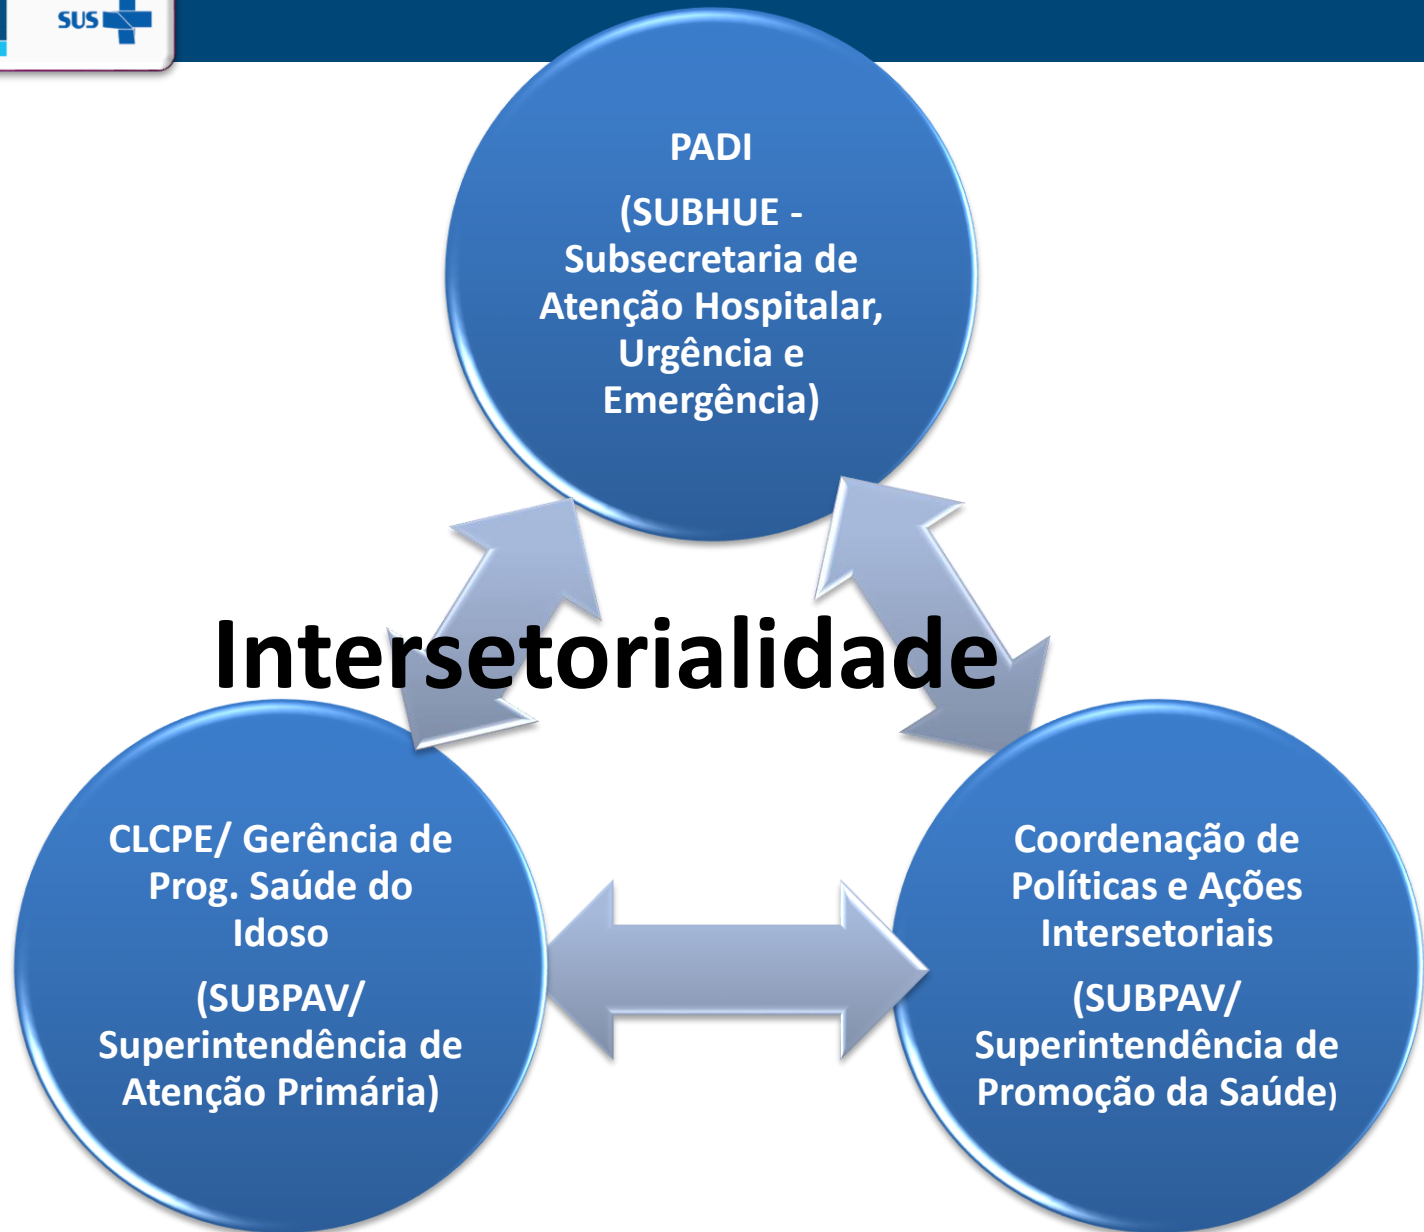 SUS
PADI
(SUBHUE -
Subsecretaria de
Atenção Hospitalar,
Urgência e
Emergência)
Intersetorialidade
CLCPE/ Gerência de
Prog. Saúde do
Idoso
(SUBPAV/
Superintendência de
Atenção Primária)
Coordenação de
Políticas e Ações
Intersetoriais
(SUBPAV/
Superintendência de
Promoção da Saúde)